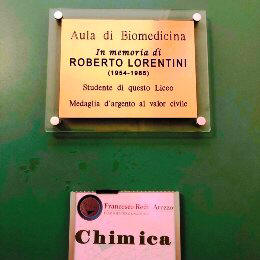 Aula di Biomedicina
In memoria di
ROBERTO LORENTINI
(1954-1985)
Studente di questo Liceo
Medaglia d'argento al valor civile
Francesco Redi Arezzo
Chimica